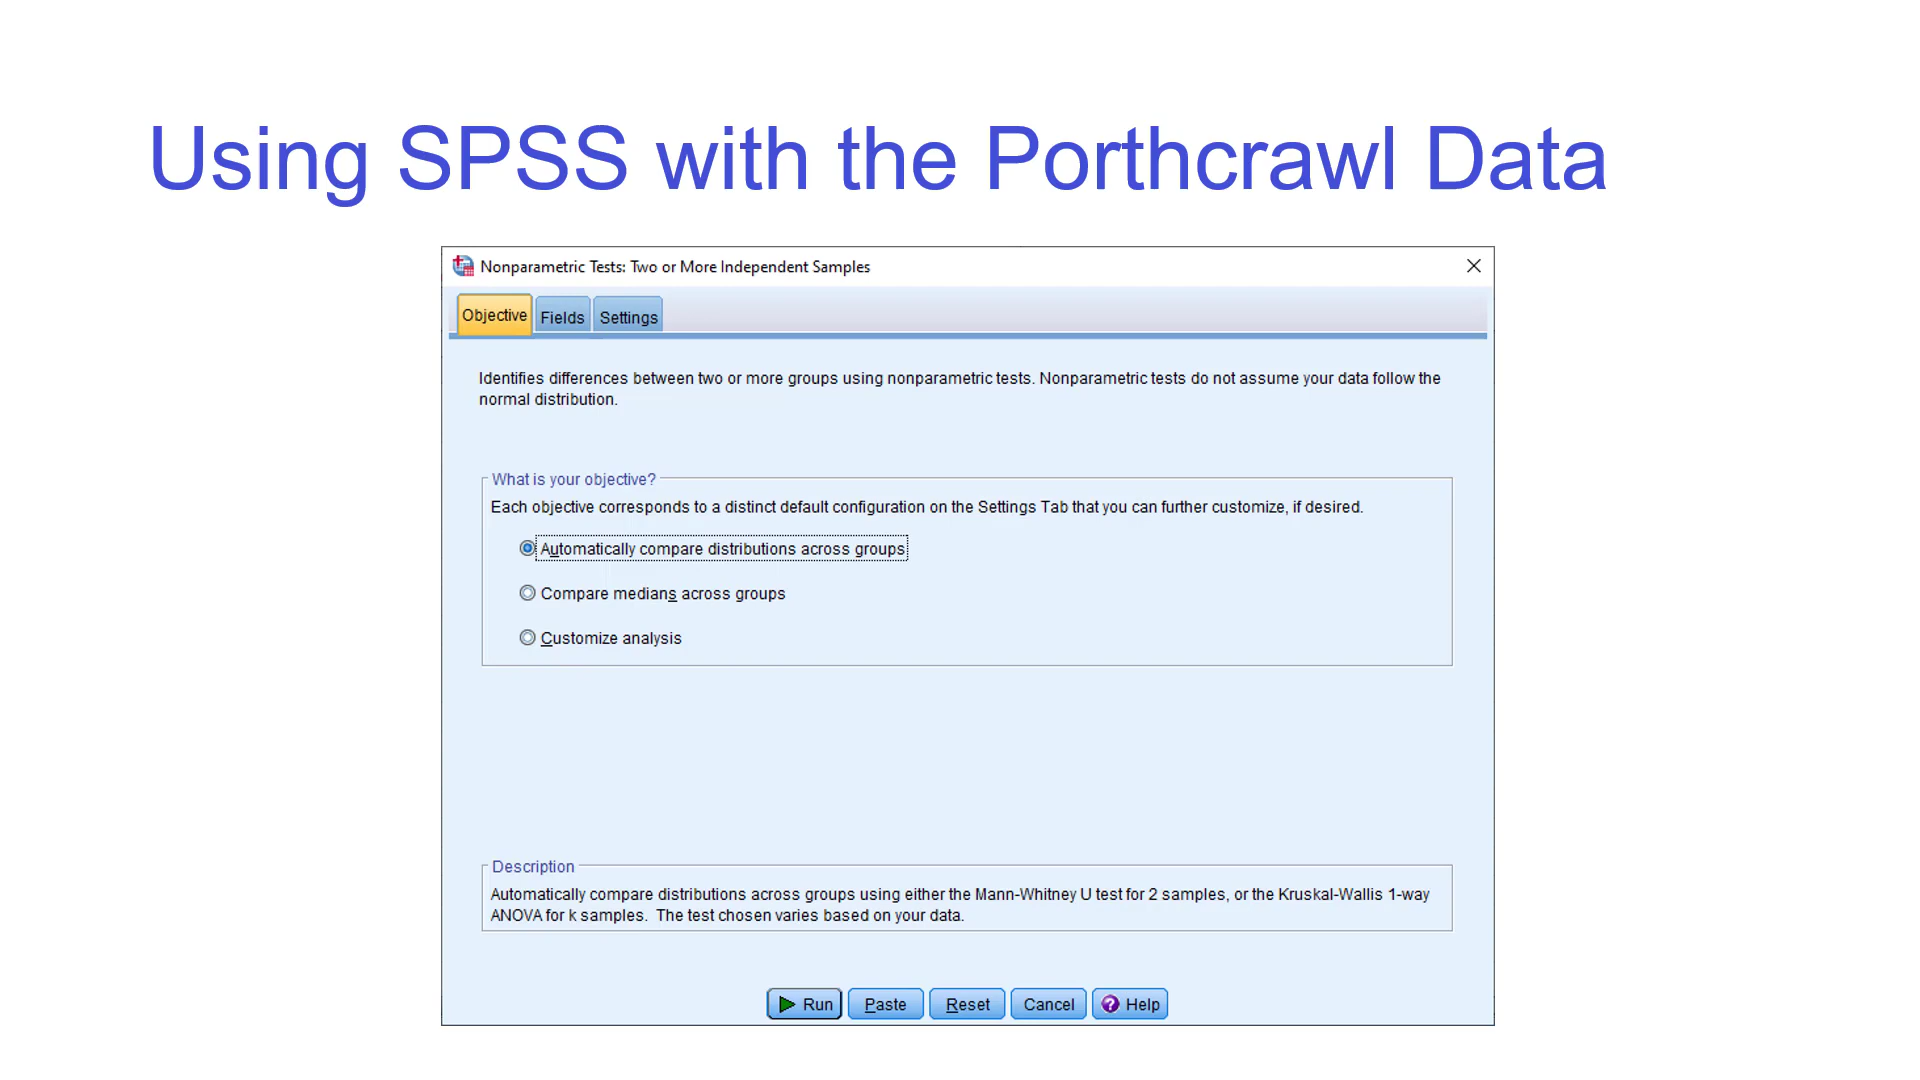 Using SPSS with the Porthcrawl Data
Nonparametric Tests: Two or More Independent Samples
Objective Fields Settings
Identifies differences between two or more groups using nonparametric tests. Nonparametric tests do not assume your data follow the
normal distribution.
What is your objective?
Each objective corresponds to a distinct default configuration on the Settings Tab that you can further customize, if desired.
Automatically compare distributions across groups
Compare medians across groups
Customize analysis
Description
Automatically compare distributions across groups using either the Mann-Whitney U test for 2 samples, or the Kruskal-Wallis 1-way
ANOVA for k samples. The test chosen varies based on your data.
Run Paste Reset Cancel Help